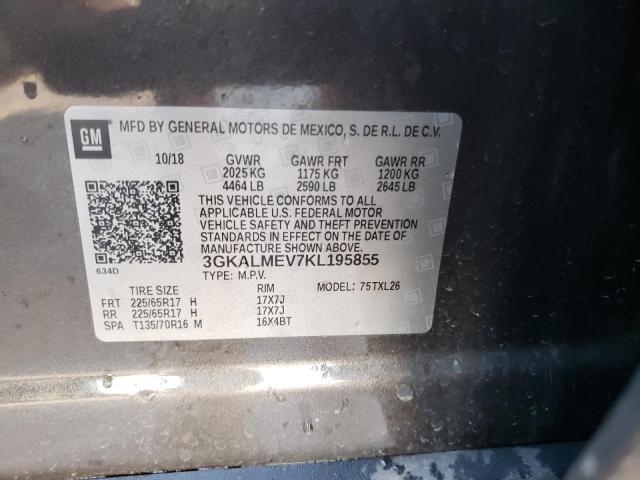 GM
MFD BY GENERAL MOTORS DE MEXICO, S. DE R.L. DE C.V.
10/18 GVWR GAWR FRT GAWR RR
2025 KG 1175 KG 1200 KG
4464 LB 2590 LB 2645 LB
THIS VEHICLE CONFORMS TO ALL
APPLICABLE U.S. FEDERAL MOTOR
VEHICLE SAFETY AND THEFT PREVENTION
STANDARDS IN EFFECT ON THE DATE OF
MANUFACTURE SHOWN ABOVE.
3GKALMEV7KL195855
634D TYPE: M.P.V. MODEL: 75TXL26
TIRE SIZE RIM
FRT 225/65R17 H 17X7J
RR 225/65R17 H 17X7J
SPA T135/70R16 M 16X4BT